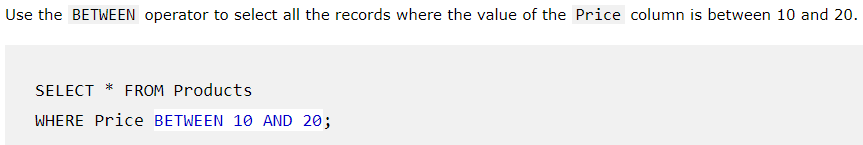 Use the BETWEEN operator to select all the records where the value of the Price column is between 10 and 20.
SELECT * FROM Products
WHERE Price BETWEEN 10 AND 20;